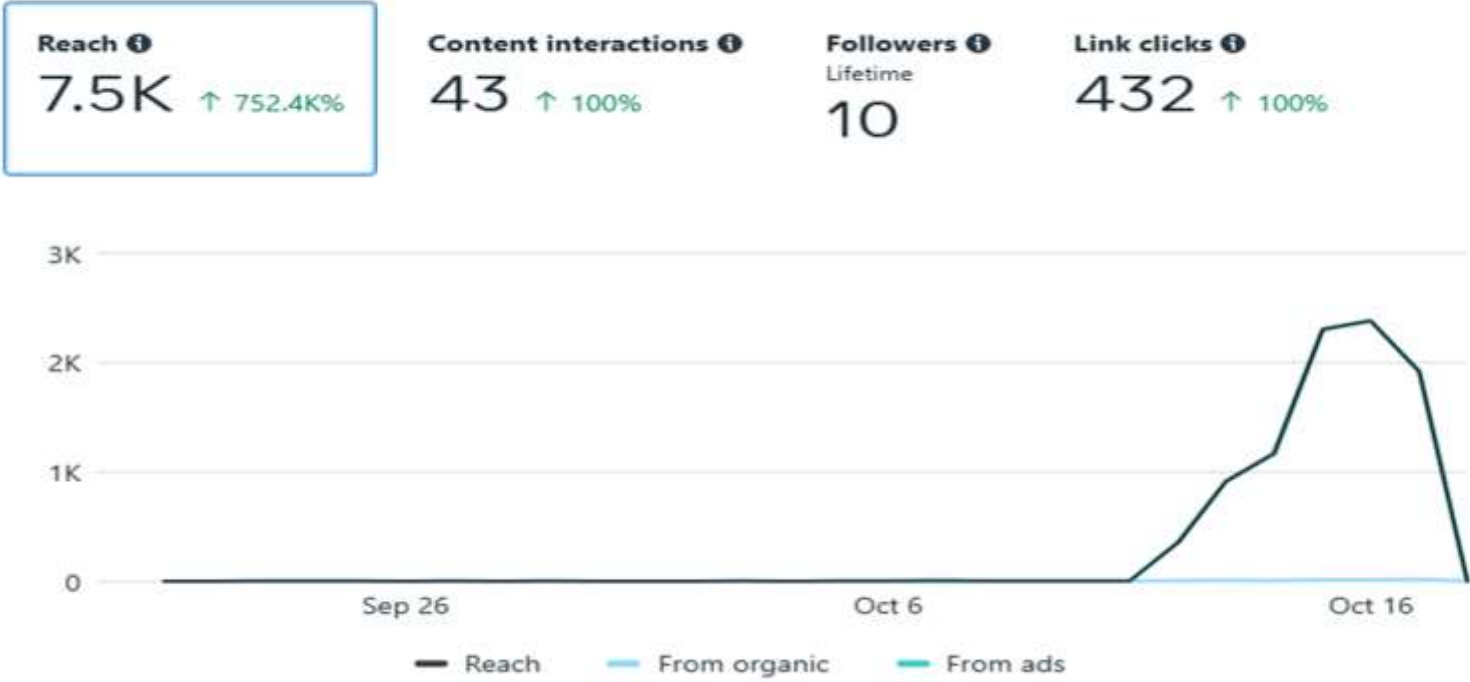 Reach
7.5K ↑ 752.4K%
Content interactions
43 ↑ 100%
Followers
Lifetime
10
Link clicks
432 ↑ 100%
3K
2K
1K
0
Sep 26 Oct 6 Oct 16
Reach From organic From ads